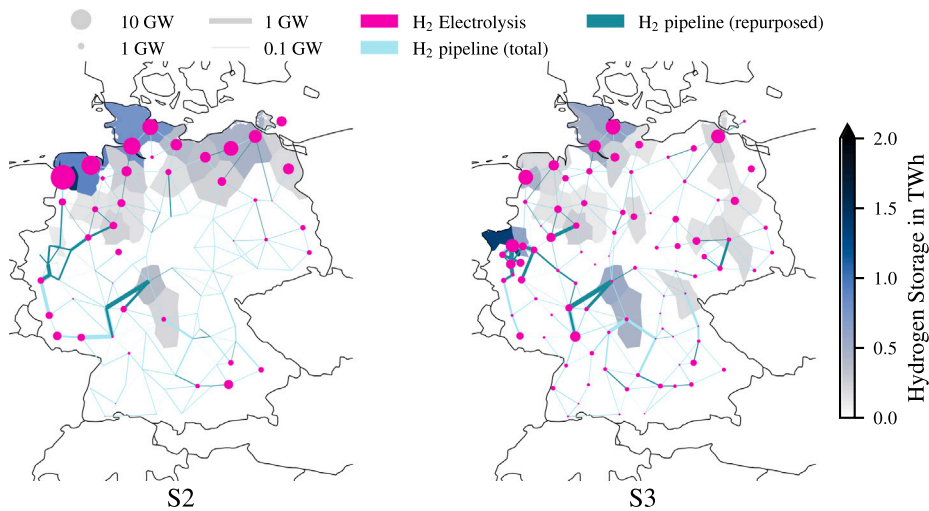 10 GW 1 GW H₂ Electrolysis H₂ pipeline (repurposed)
1 GW 0.1 GW H₂ pipeline (total)
2.0
1.5
1.0
0.5
0.0
Hydrogen Storage in TWh
S2 S3